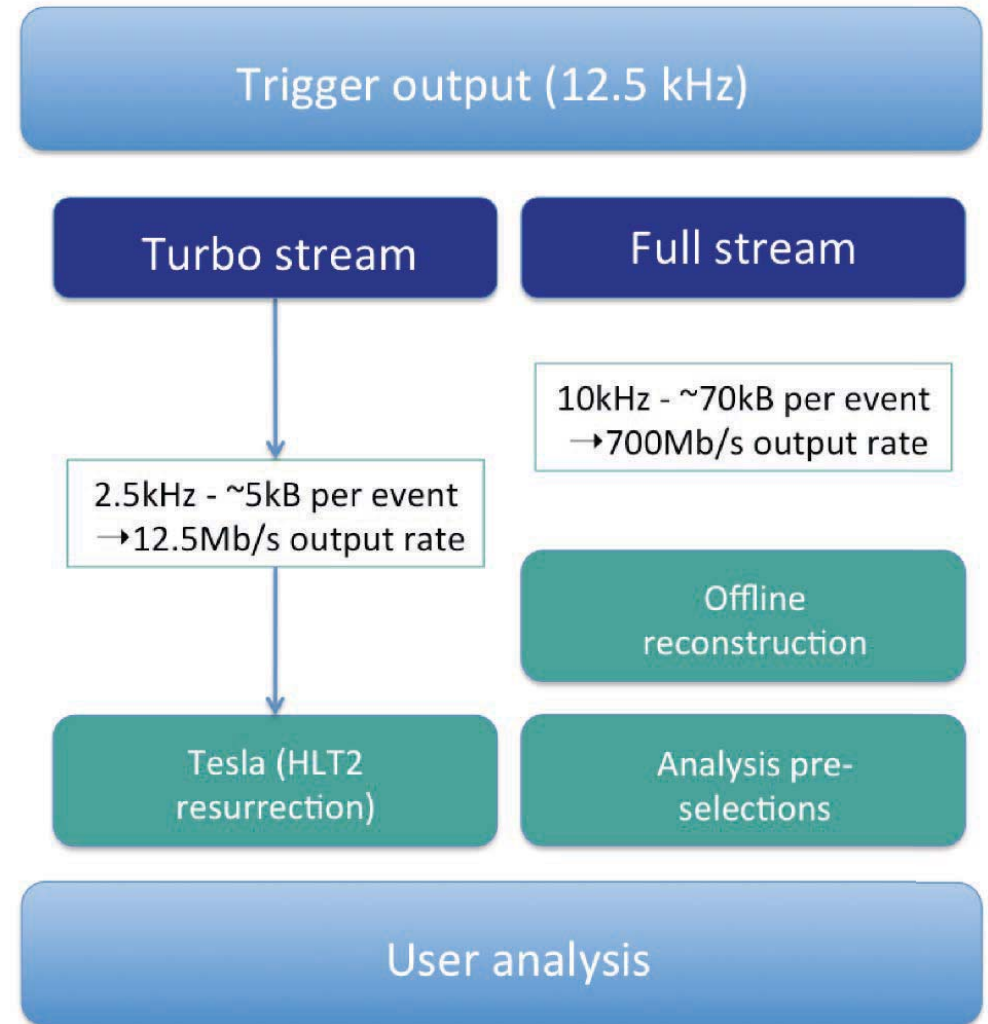 Trigger output (12.5 kHz)
Turbo stream
Full stream
10kHz - ~70kB per event
→700Mb/s output rate
2.5kHz - ~5kB per event
→12.5Mb/s output rate
Offline
reconstruction
Tesla (HLT2
resurrection)
Analysis pre-
selections
User analysis